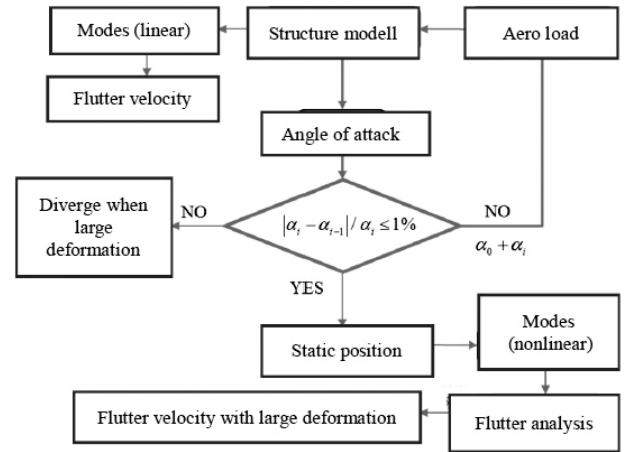 Modes (linear)
Structure modell
Aero load
Flutter velocity
Angle of attack
Diverge when
large
deformation
NO
|αᵢ − αᵢ₋₁| / αᵢ ≤ 1%
NO
α₀ + αᵢ
YES
Static position
Modes
(nonlinear)
Flutter velocity with large deformation
Flutter analysis